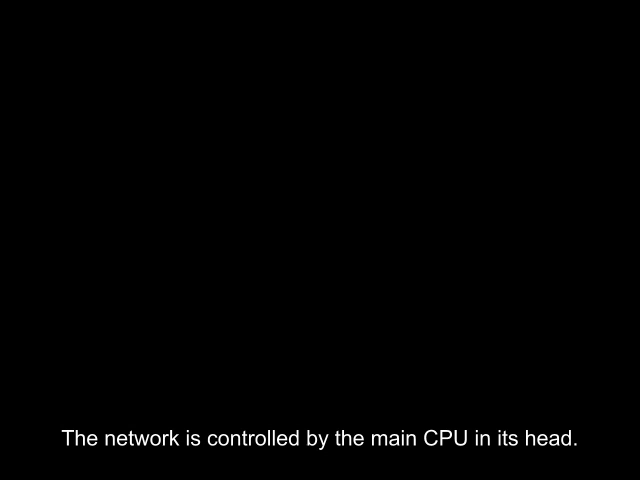 The network is controlled by the main CPU in its head.